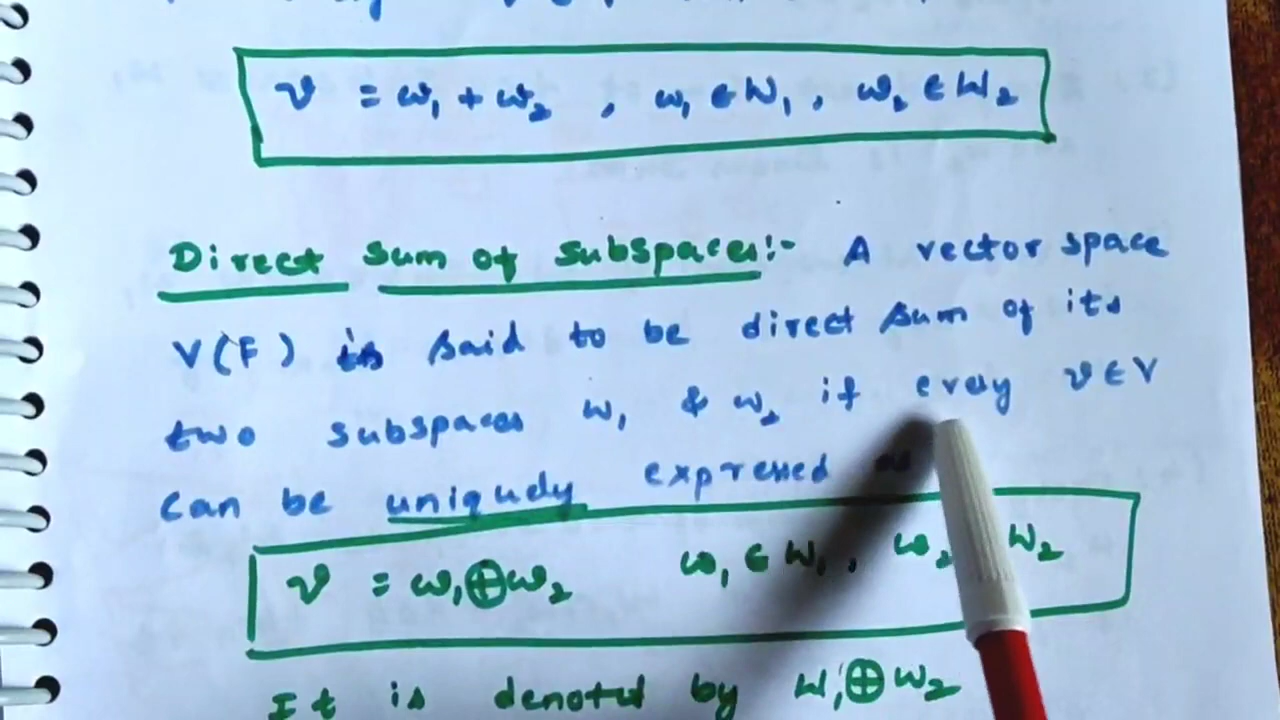 v = w₁ + w₂ , w₁ ∈ W₁ , w₂ ∈ W₂
Direct sum of subspaces:- A vector space
V(F) is said to be direct sum of its
two subspaces W₁ & W₂ if every v ∈ V
can be uniquely expressed as
v = w₁ ⊕ w₂ w₁ ∈ W₁ , w₂ W₂
It is denoted by W₁ ⊕ W₂